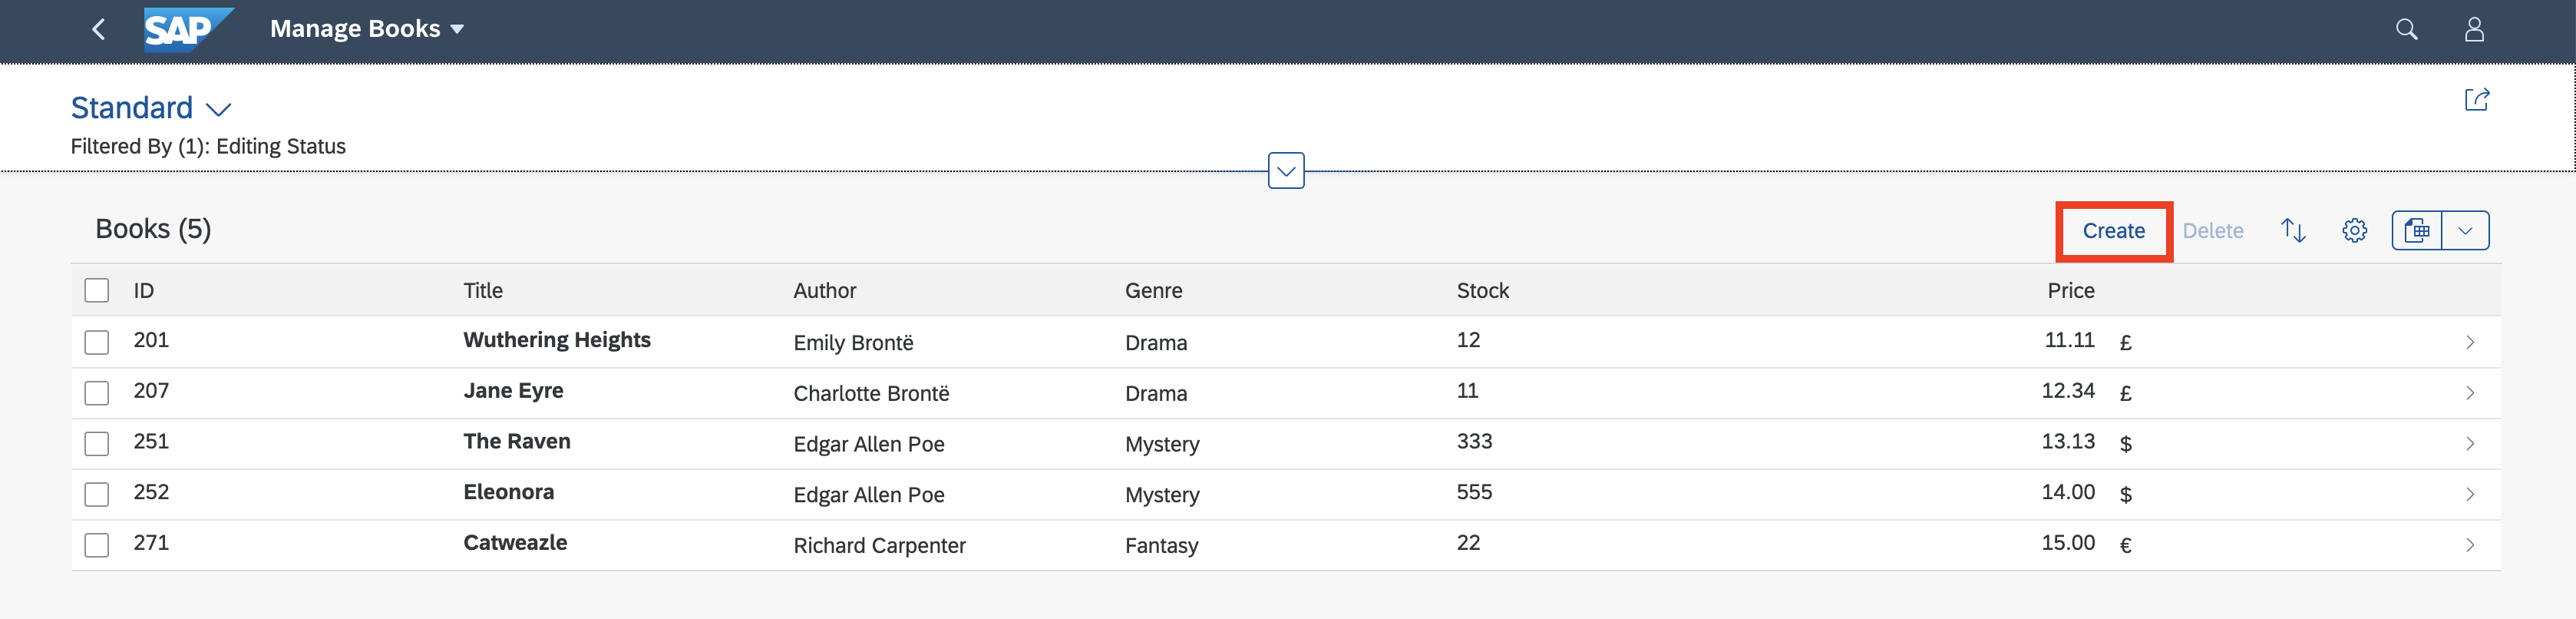 SAP Manage Books
Standard
Filtered By (1): Editing Status
Books (5) Create Delete
ID Title Author Genre Stock Price
201 Wuthering Heights Emily Brontë Drama 12 11.11 £
207 Jane Eyre Charlotte Brontë Drama 11 12.34 £
251 The Raven Edgar Allen Poe Mystery 333 13.13 $
252 Eleonora Edgar Allen Poe Mystery 555 14.00 $
271 Catweazle Richard Carpenter Fantasy 22 15.00 €